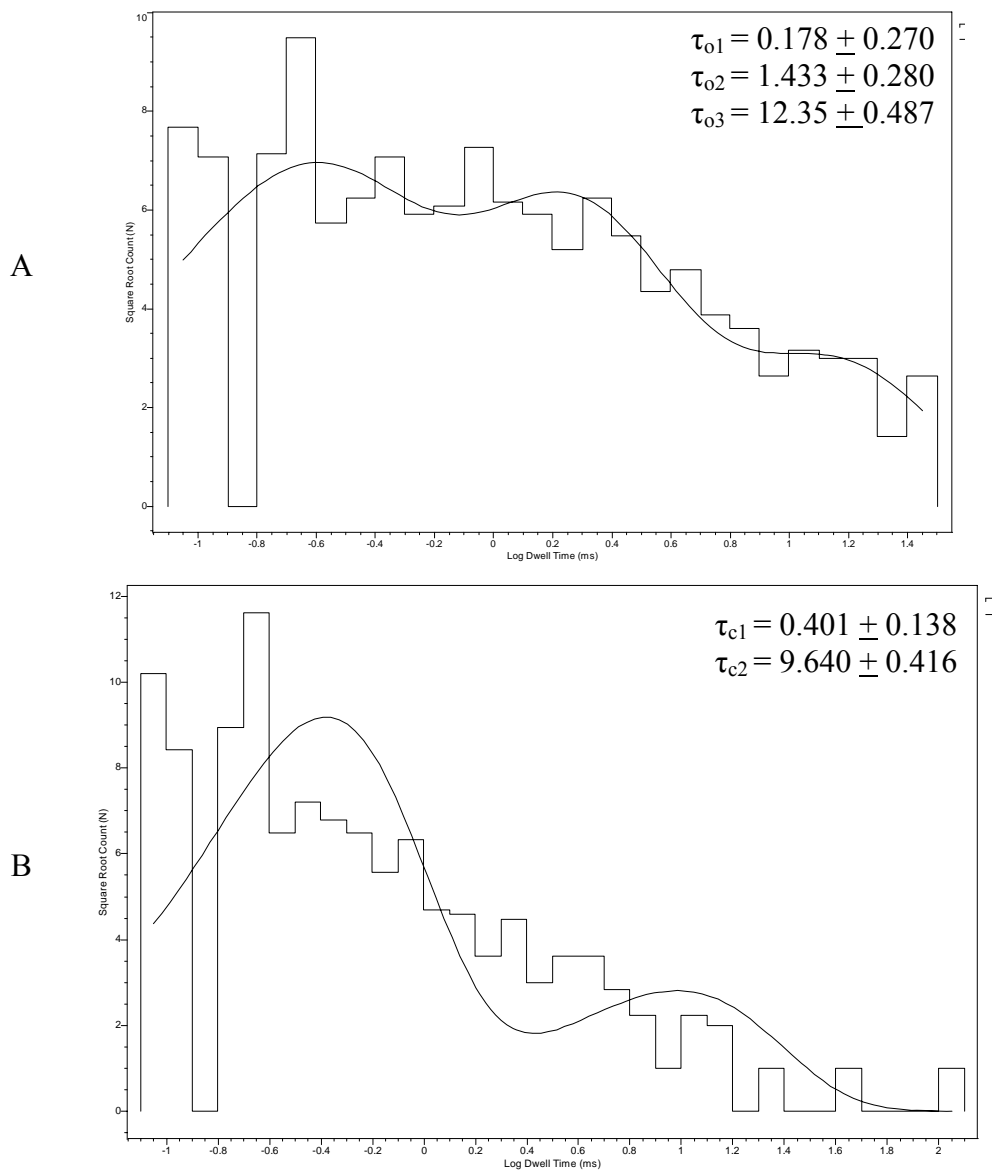 τo1 = 0.178 ± 0.270
τo2 = 1.433 ± 0.280
τo3 = 12.35 ± 0.487
A
Square Root Count (N)
10
8
6
4
2
0
-1 -0.8 -0.6 -0.4 -0.2 0 0.2 0.4 0.6 0.8 1 1.2 1.4
Log Dwell Time (ms)
τc1 = 0.401 ± 0.138
τc2 = 9.640 ± 0.416
B
Square Root Count (N)
12
10
8
6
4
2
0
-1 -0.8 -0.6 -0.4 -0.2 0 0.2 0.4 0.6 0.8 1 1.2 1.4 1.6 1.8 2
Log Dwell Time (ms)